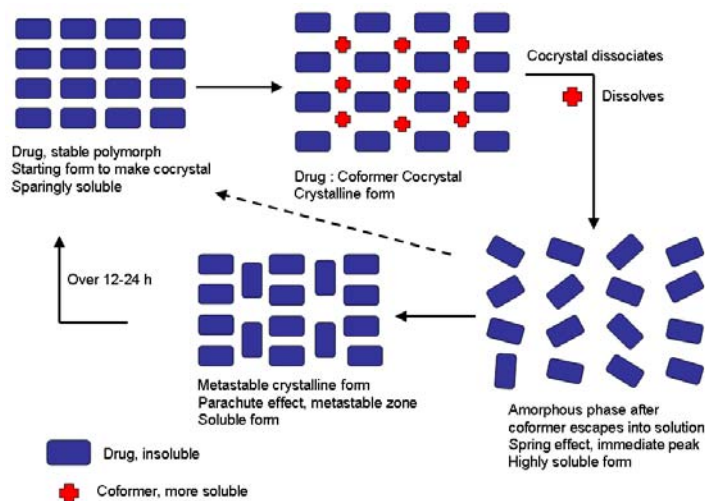 Drug, stable polymorph
Starting form to make cocrystal
Sparingly soluble
Drug : Coformer Cocrystal
Crystalline form
Cocrystal dissociates
Dissolves
Over 12-24 h
Metastable crystalline form
Parachute effect, metastable zone
Soluble form
Amorphous phase after
coformer escapes into solution
Spring effect, immediate peak
Highly soluble form
Drug, insoluble
Coformer, more soluble